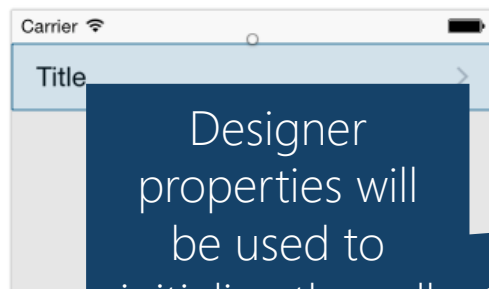 Carrier
Title
Designer
properties will
be used to